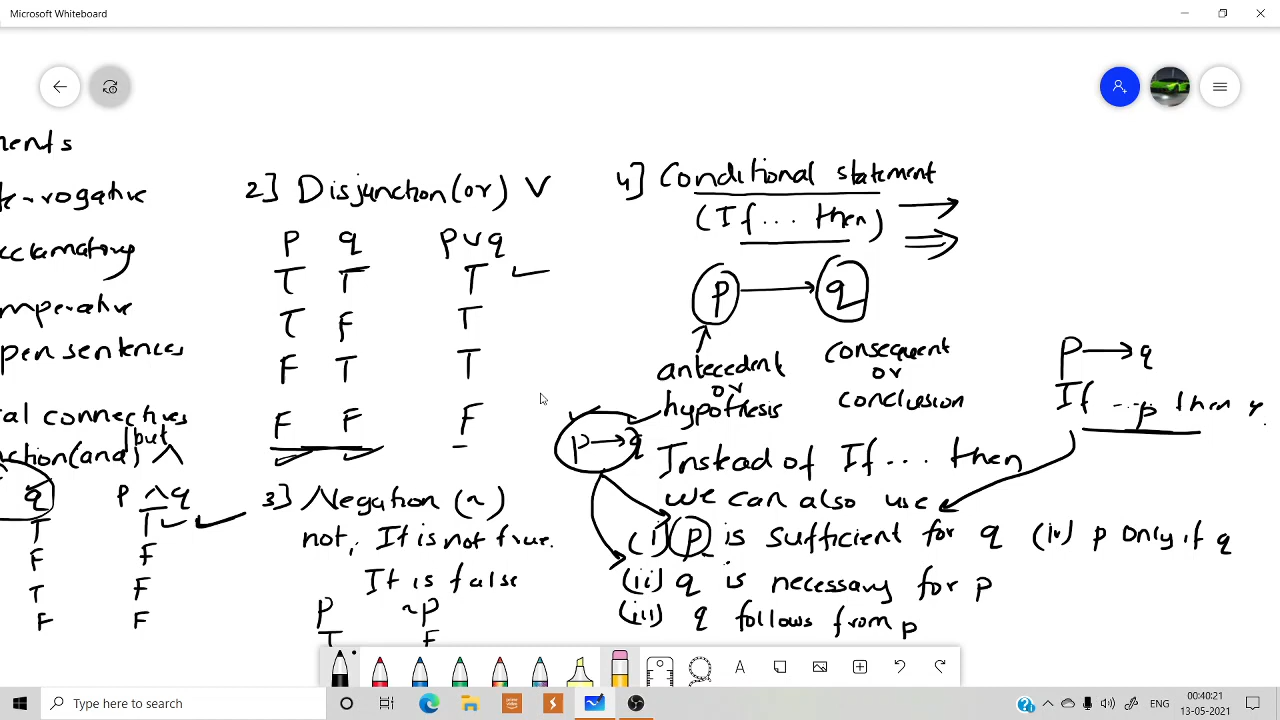 Microsoft Whiteboard
ments
rogative
cclamatory
mperative
pen sentences
al connectives
but
nction(and) ∧
q p ∧ q
T T
F F
T F
F F
2] Disjunction(or) V
p q p v q
T T T
T F T
F T T
F F F
3] Negation (~)
not, It is not true.
It is false
p ~p
T F
4] Conditional statement
(If... then) → ⇒
p → q
antecedent
or
hypothesis
consequent
or
conclusion
p → q
If .... p then
p → q
Instead of If... then
we can also use
(i) p is sufficient for q (iv) p only if q
(ii) q is necessary for p
(iii) q follows from p
Type here to search
ENG
00:40:21
13-05-2021